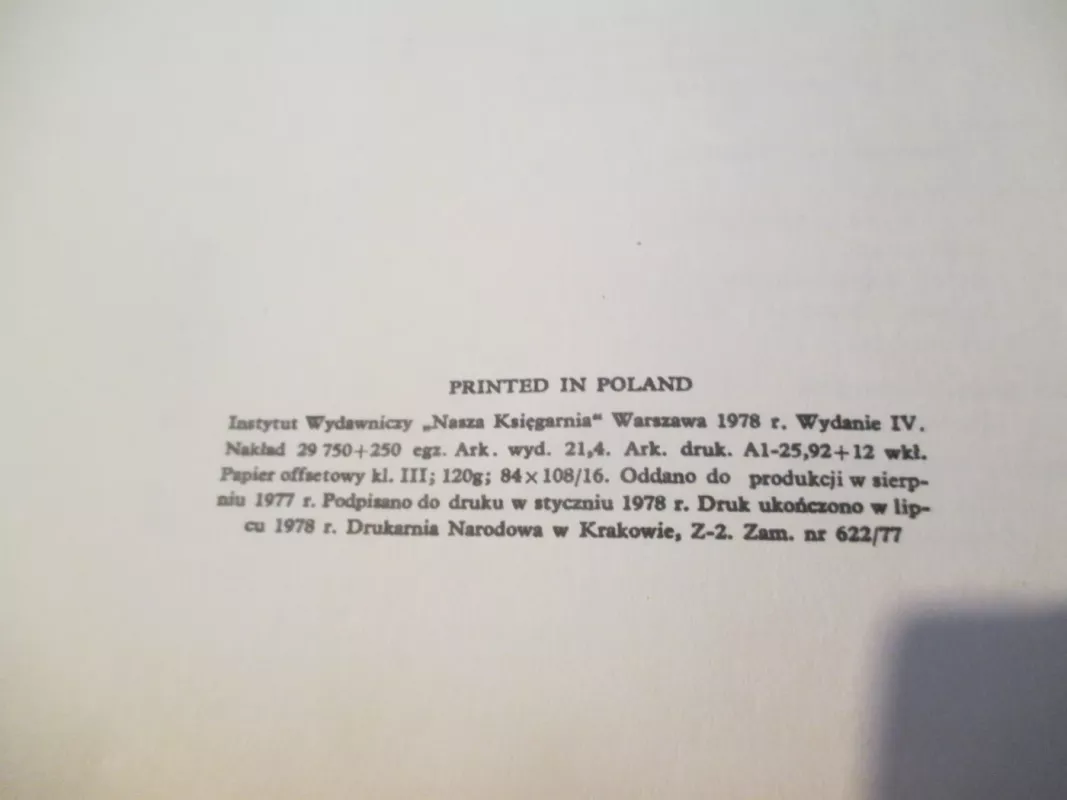 PRINTED IN POLAND
Instytut Wydawniczy „Nasza Księgarnia“ Warszawa 1978 r. Wydanie IV.
Nakład 29 750+250 egz. Ark. wyd. 21,4. Ark. druk. A1-25,92+12 wkł.
Papier offsetowy kl. III; 120g; 84×108/16. Oddano do produkcji w sierp-
niu 1977 r. Podpisano do druku w styczniu 1978 r. Druk ukończono w lip-
cu 1978 r. Drukarnia Narodowa w Krakowie, Z-2. Zam. nr 622/77